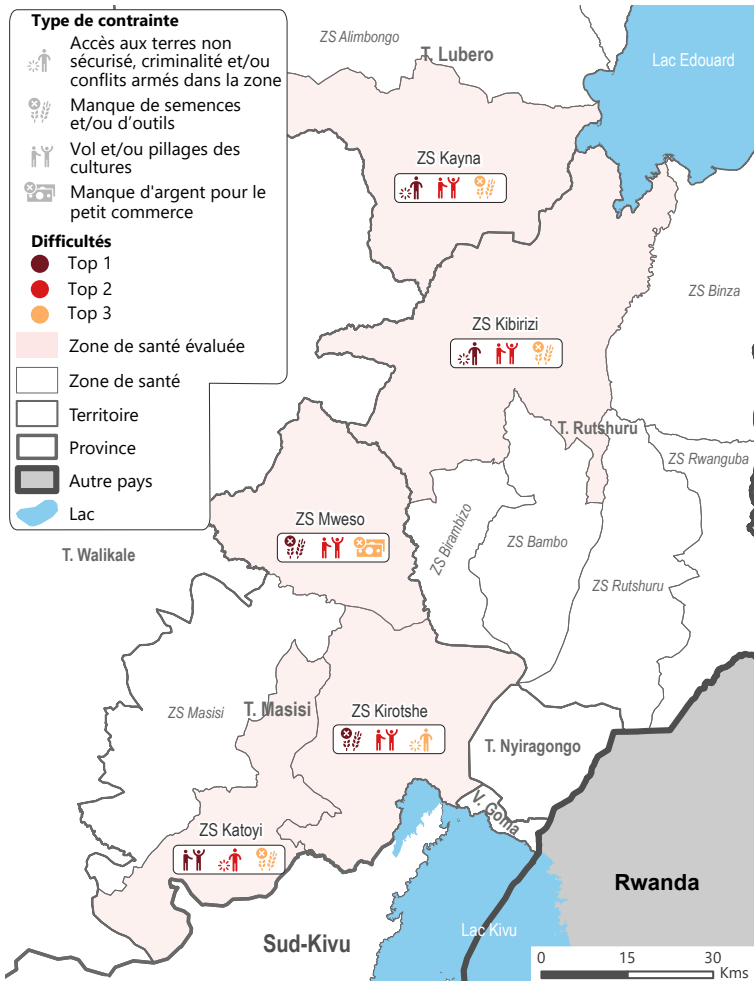 Type de contrainte
Accès aux terres non
sécurisé, criminalité et/ou
conflits armés dans la zone
Manque de semences
et/ou d'outils
Vol et/ou pillages des
cultures
Manque d'argent pour le
petit commerce
Difficultés
Top 1
Top 2
Top 3
Zone de santé évaluée
Zone de santé
Territoire
Province
Autre pays
Lac
ZS Alimbongo
T. Lubero
Lac Edouard
ZS Kayna
ZS Binza
ZS Kibirizi
T. Rutshuru
ZS Rwanguba
ZS Mweso
ZS Birambizo
ZS Bambo
T. Walikale
ZS Rutshuru
ZS Masisi
T. Masisi
ZS Kirotshe
T. Nyiragongo
V. Goma
ZS Katoyi
Rwanda
Sud-Kivu
Lac Kivu
0 15 30
Kms